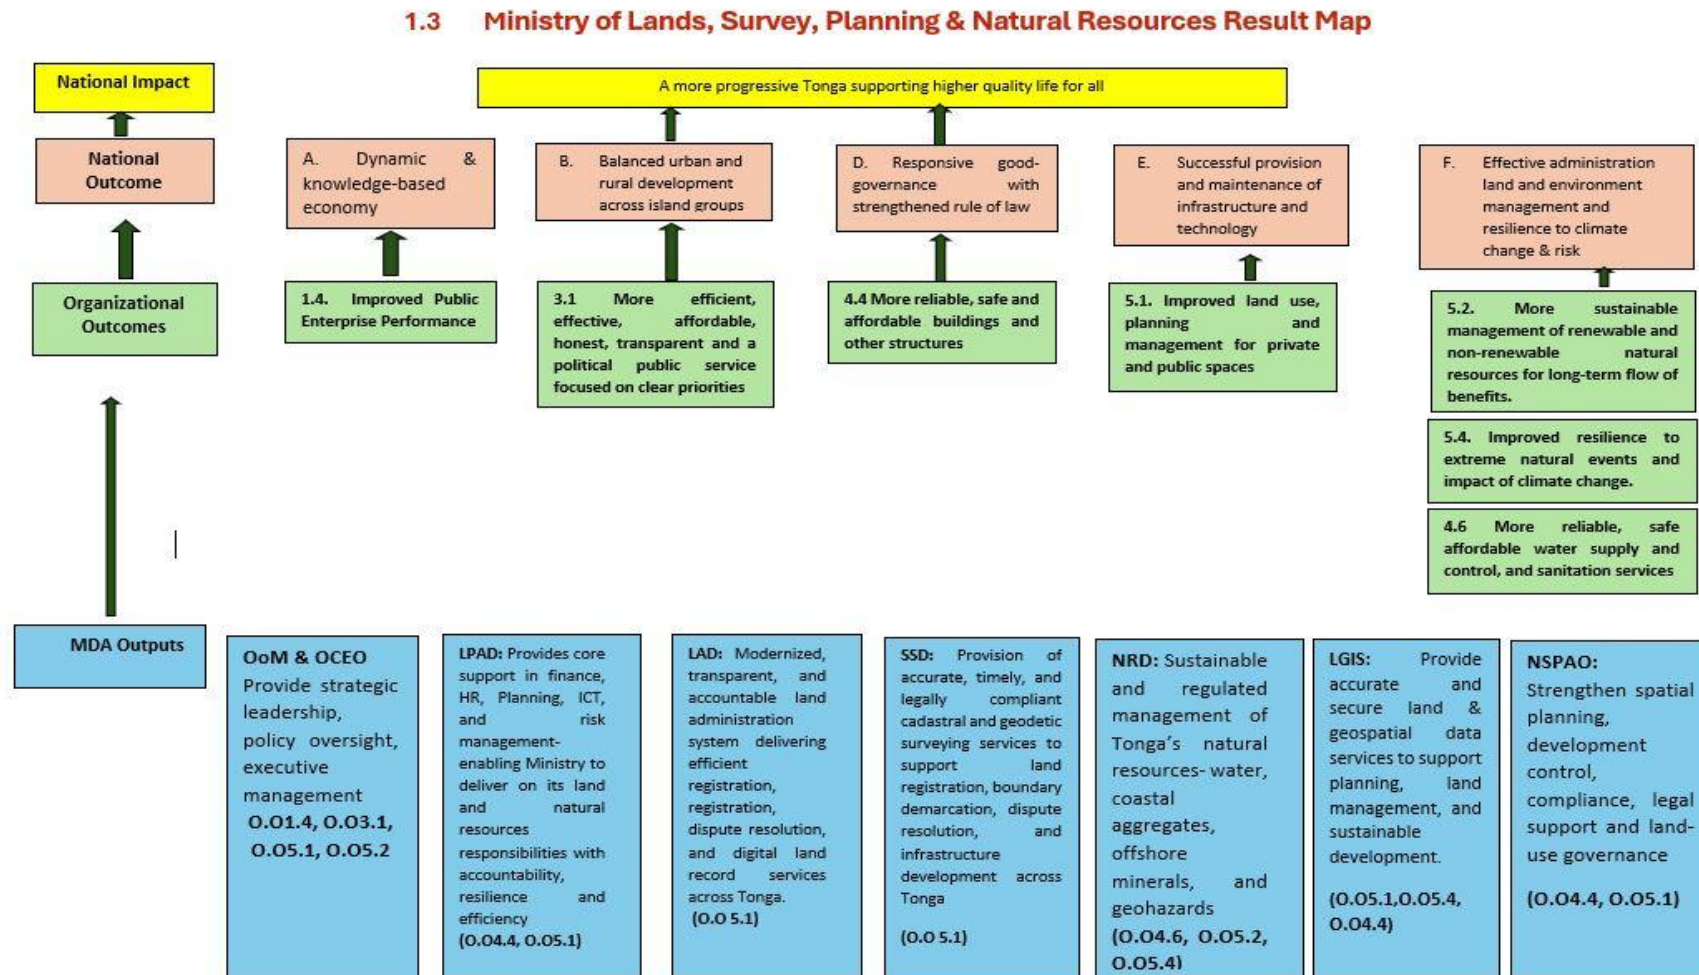 1.3 Ministry of Lands, Survey, Planning & Natural Resources Result Map
National Impact
A more progressive Tonga supporting higher quality life for all
National
Outcome
A. Dynamic &
knowledge-based
economy
B. Balanced urban and
rural development
across island groups
D. Responsive good-
governance with
strengthened rule of law
E. Successful provision
and maintenance of
infrastructure and
technology
F. Effective administration
land and environment
management and
resilience to climate
change & risk
Organizational
Outcomes
1.4. Improved Public
Enterprise Performance
3.1 More efficient,
effective, affordable,
honest, transparent and a
political public service
focused on clear priorities
4.4 More reliable, safe and
affordable buildings and
other structures
5.1. Improved land use,
planning and
management for private
and public spaces
5.2. More sustainable
management of renewable and
non-renewable natural
resources for long-term flow of
benefits.
5.4. Improved resilience to
extreme natural events and
impact of climate change.
4.6 More reliable, safe
affordable water supply and
control, and sanitation services
MDA Outputs
OoM & OCEO
Provide strategic
leadership,
policy oversight,
executive
management
O.O1.4, O.O3.1,
O.O5.1, O.O5.2
LPAD: Provides core
support in finance,
HR, Planning, ICT,
and risk
management-
enabling Ministry to
deliver on its land
and natural
resources
responsibilities with
accountability,
resilience and
efficiency
(O.O4.4, O.O5.1)
LAD: Modernized,
transparent, and
accountable land
administration
system delivering
efficient
registration,
registration,
dispute resolution,
and digital land
record services
across Tonga.
(O.O 5.1)
SSD: Provision of
accurate, timely, and
legally compliant
cadastral and geodetic
surveying services to
support land
registration, boundary
demarcation, dispute
resolution, and
infrastructure
development across
Tonga
(O.O 5.1)
NRD: Sustainable
and regulated
management of
Tonga's natural
resources- water,
coastal
aggregates,
offshore
minerals, and
geohazards
(O.O4.6, O.O5.2,
O.O5.4)
LGIS: Provide
accurate and
secure land &
geospatial data
services to support
planning, land
management, and
sustainable
development.
(O.O5.1,O.O5.4,
O.O4.4)
NSPAO:
Strengthen spatial
planning,
development
control,
compliance, legal
support and land-
use governance
(O.O4.4, O.O5.1)